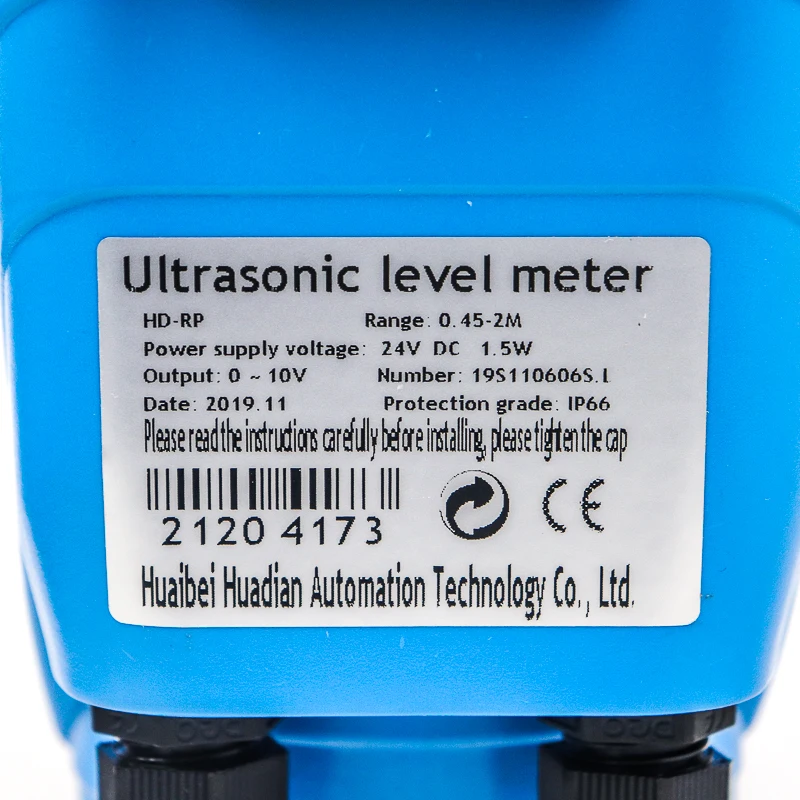 Ultrasonic level meter
HD-RP Range: 0.45-2M
Power supply voltage: 24V DC 1.5W
Output: 0 ~ 10V Number: 19S110606S.L
Date: 2019.11 Protection grade: IP66
Please read the instructions carefully before installing, please tighten the cap
2120 4173
CE
Huaibei Huadian Automation Technology Co., Ltd.